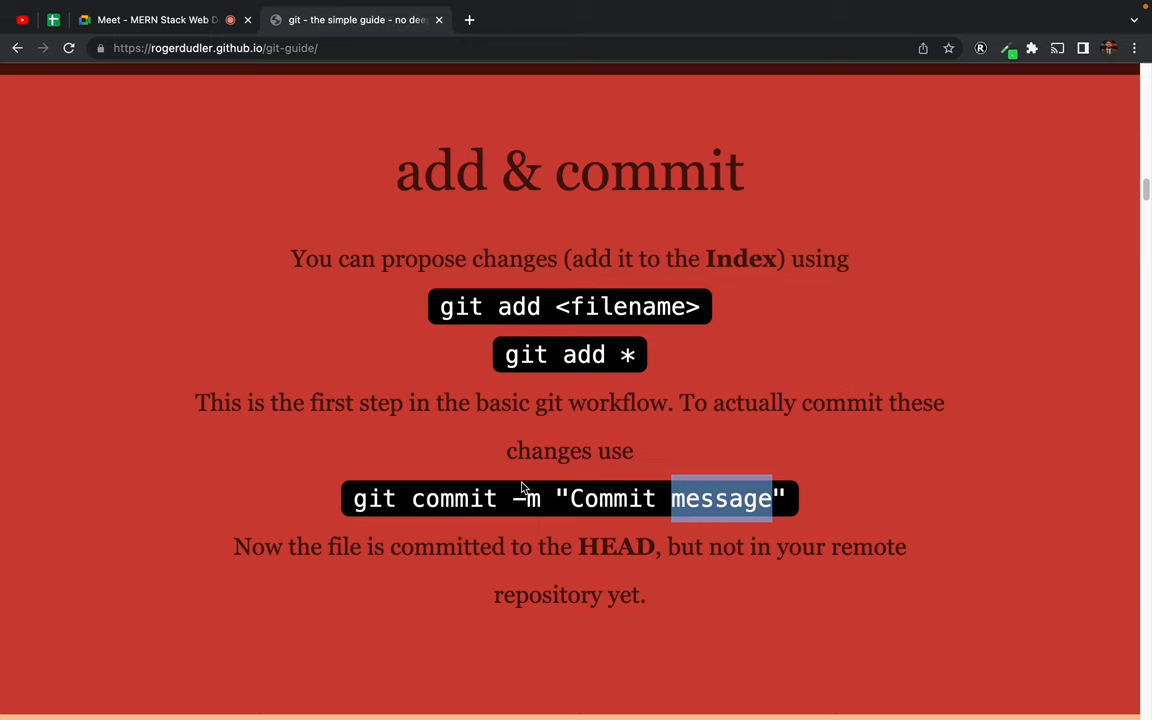 Meet - MERN Stack Web D
git - the simple guide - no dee
https://rogerdudler.github.io/git-guide/
add & commit
You can propose changes (add it to the Index) using
git add <filename>
git add *
This is the first step in the basic git workflow. To actually commit these
changes use
git commit -m "Commit message"
Now the file is committed to the HEAD, but not in your remote
repository yet.